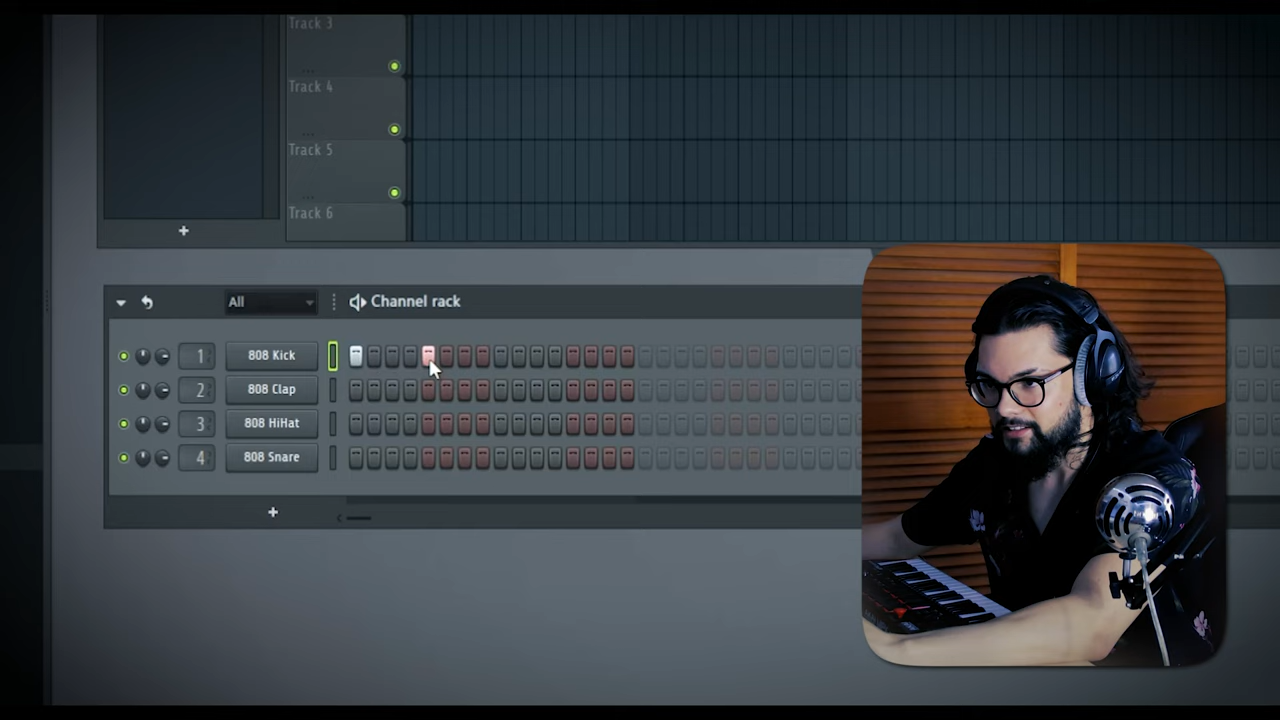 Track 3
...
Track 4
...
Track 5
...
Track 6
All
Channel rack
1 808 Kick
2 808 Clap
3 808 HiHat
4 808 Snare